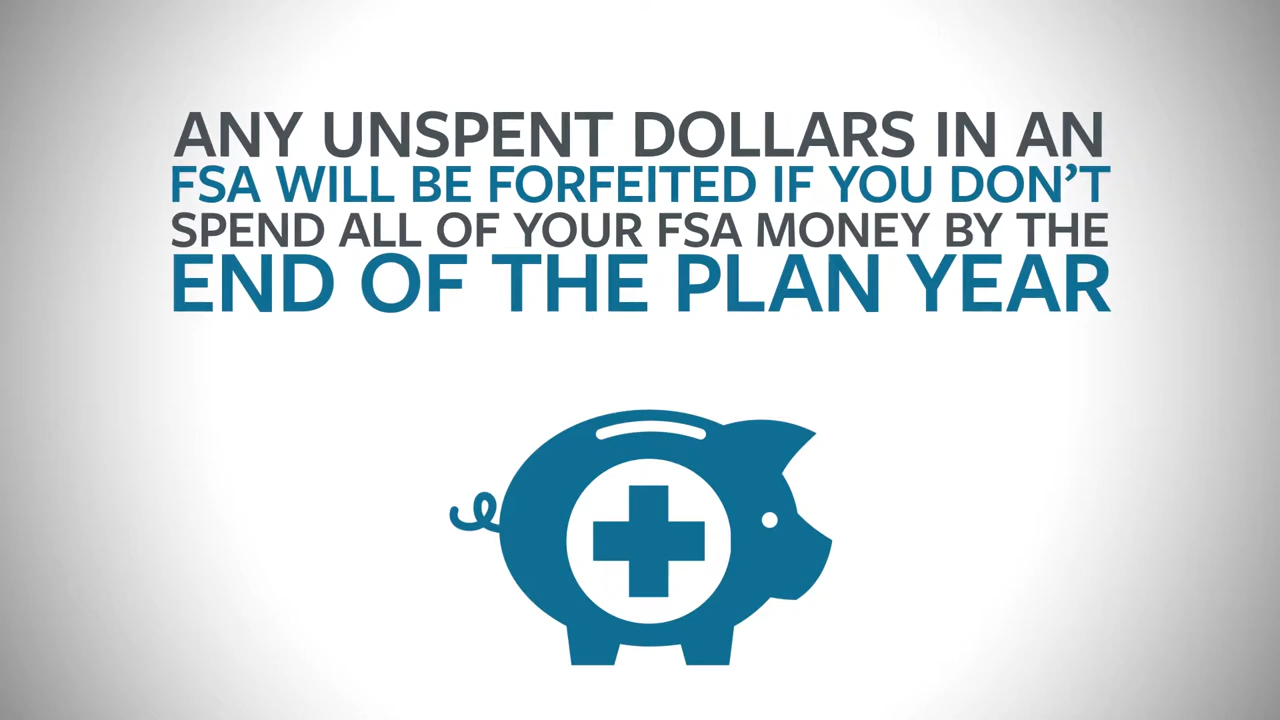 ANY UNSPENT DOLLARS IN AN
FSA WILL BE FORFEITED IF YOU DON’T
SPEND ALL OF YOUR FSA MONEY BY THE
END OF THE PLAN YEAR